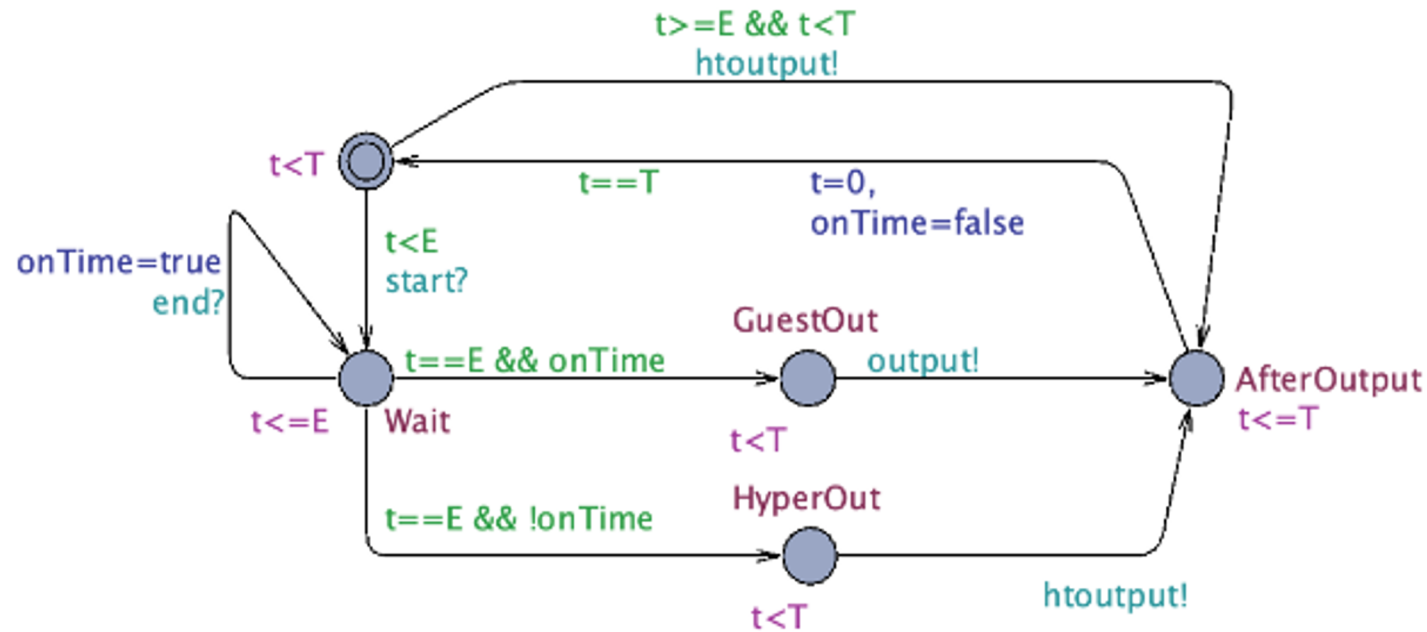 t>=E && t<T
htoutput!
t<T
t==T
t=0,
onTime=false
t<E
start?
onTime=true
end?
GuestOut
t==E && onTime
output!
AfterOutput
t<=E
Wait
t<=T
t<T
HyperOut
t==E && !onTime
htoutput!
t<T